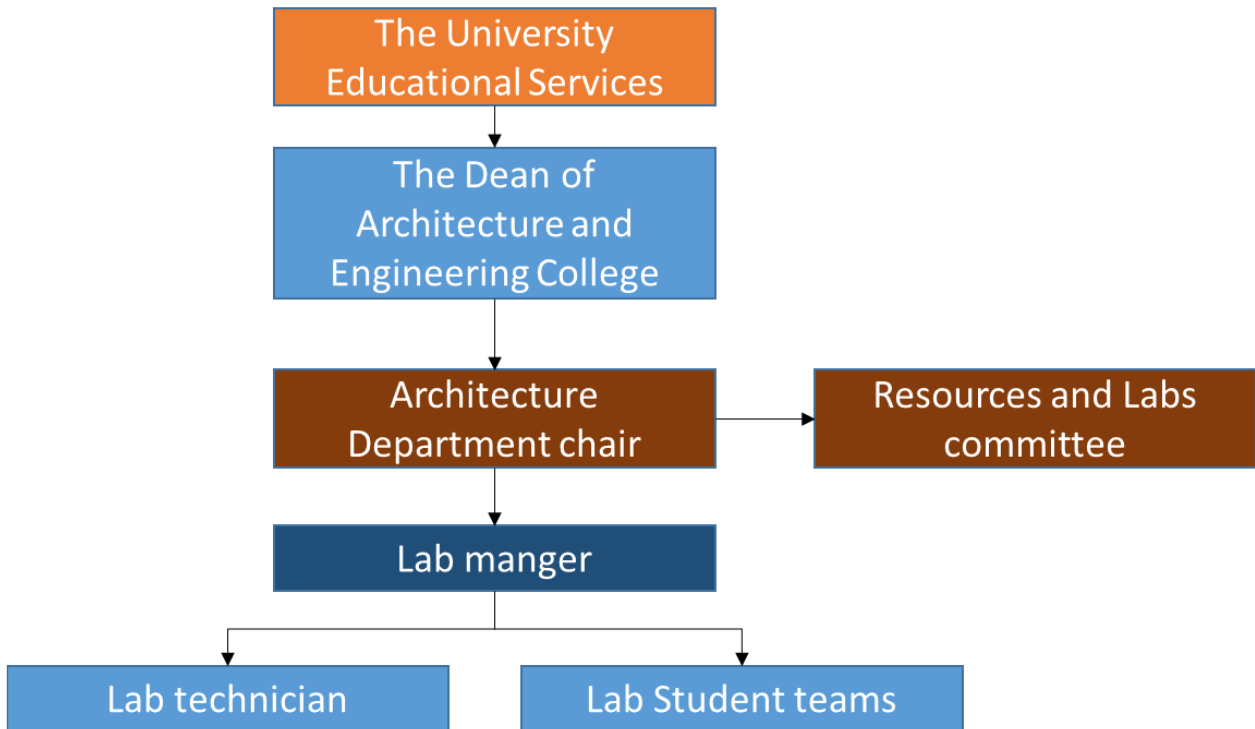 The University
Educational Services
The Dean of
Architecture and
Engineering College
Architecture
Department chair
Resources and Labs
committee
Lab manger
Lab technician
Lab Student teams